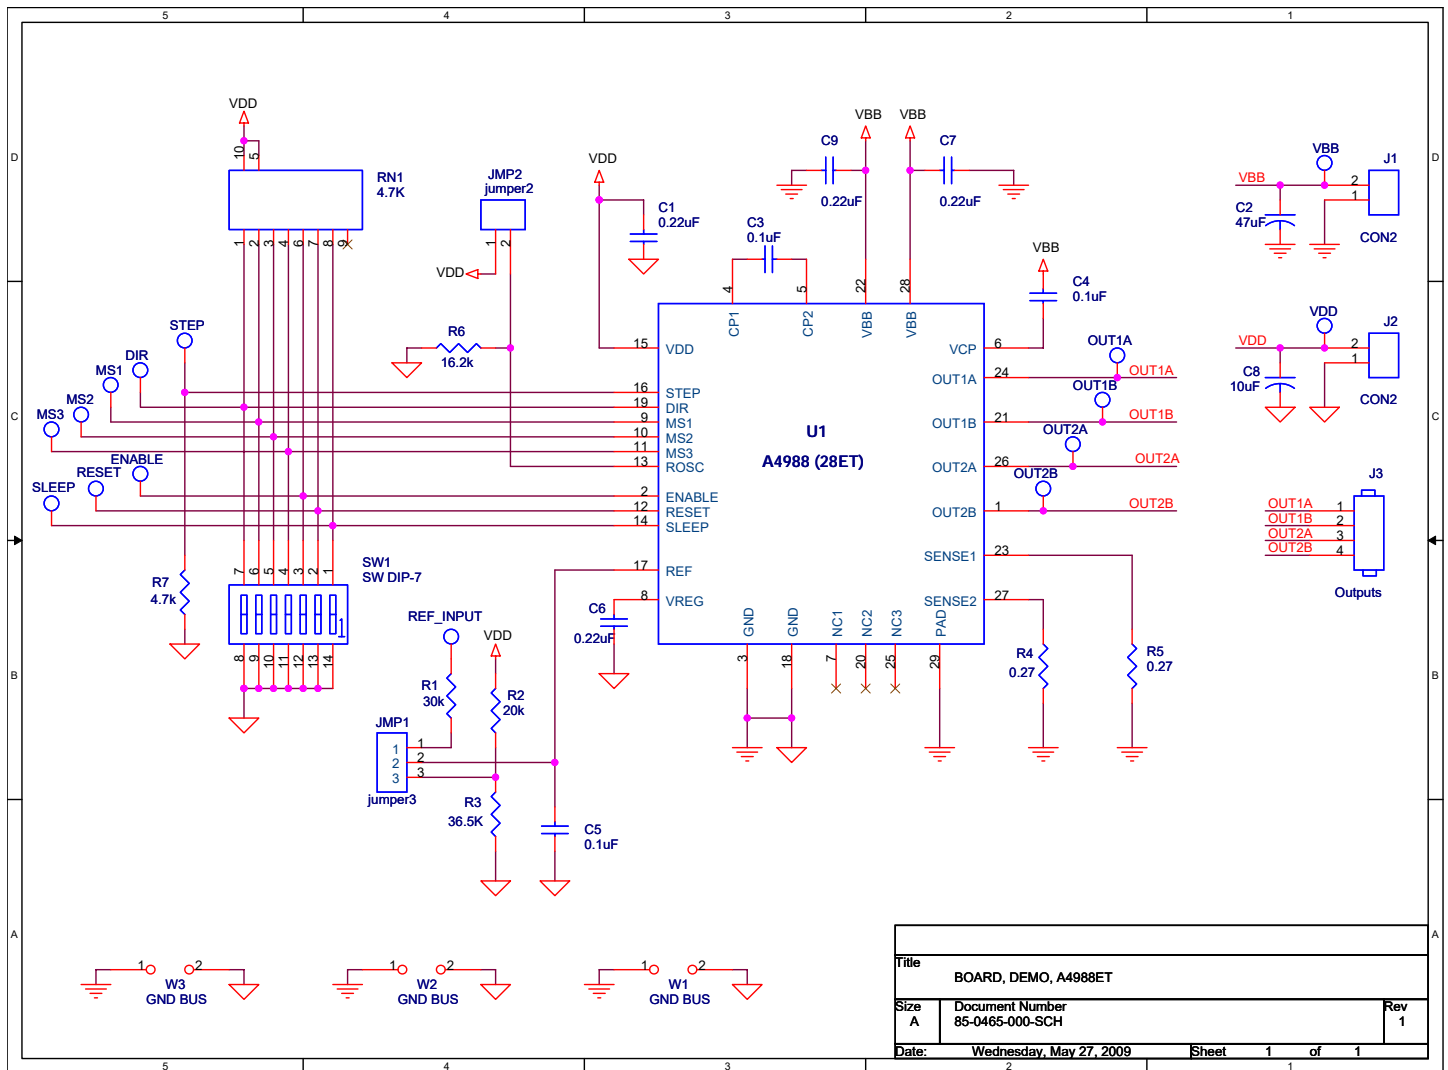 5 4 3 2 1
D D
C C
B B
A A
VDD
10 5
RN1
4.7K
1 2 3 4 6 7 8 9
JMP2
jumper2
1 2
VDD
R6
16.2k
VDD
C1
0.22uF
C3
0.1uF
C9
0.22uF
VBB VBB
C7
0.22uF
VBB
C4
0.1uF
VBB
VBB
C2
47uF
2
1
J1
CON2
VDD
VDD
C8
10uF
2
1
J2
CON2
J3
OUT1A 1
OUT1B 2
OUT2A 3
OUT2B 4
Outputs
STEP
DIR
MS1
MS2
MS3
ENABLE
RESET
SLEEP
R7
4.7k
7 6 5 4 3 2 1
SW1
SW DIP-7
1
8 9 10 11 12 13 14
U1
A4988 (28ET)
4 5 22 28
CP1 CP2 VBB VBB
15 VDD
16 STEP
19 DIR
9 MS1
10 MS2
11 MS3
13 ROSC
2 ENABLE
12 RESET
14 SLEEP
17 REF
8 VREG
VCP 6
OUT1A 24
OUT1B 21
OUT2A 26
OUT2B 1
SENSE1 23
SENSE2 27
GND GND NC1 NC2 NC3 PAD
3 18 7 20 25 29
OUT1A
OUT1A
OUT1B
OUT1B
OUT2A
OUT2A
OUT2B
OUT2B
R4
0.27
R5
0.27
C6
0.22uF
REF_INPUT
VDD
R1
30k
R2
20k
JMP1
1 1
2 2
3 3
jumper3
R3
36.5K
C5
0.1uF
1 2
W3
GND BUS
1 2
W2
GND BUS
1 2
W1
GND BUS
Title
BOARD, DEMO, A4988ET
Size Document Number Rev
A 85-0465-000-SCH 1
Date: Wednesday, May 27, 2009 Sheet 1 of 1
5 4 3 2 1